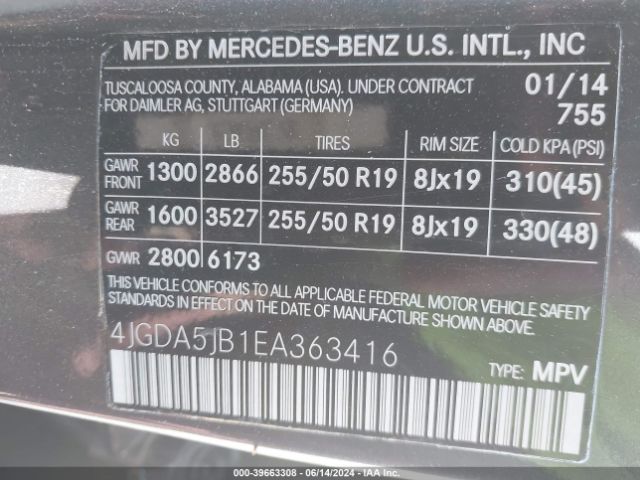 MFD BY MERCEDES-BENZ U.S. INTL., INC
TUSCALOOSA COUNTY, ALABAMA (USA). UNDER CONTRACT 01/14
FOR DAIMLER AG, STUTTGART (GERMANY) 755
KG LB TIRES RIM SIZE COLD KPA(PSI)
GAWR FRONT 1300 2866 255/50 R19 8Jx19 310(45)
GAWR REAR 1600 3527 255/50 R19 8Jx19 330(48)
GVWR 2800 6173
THIS VEHICLE CONFORMS TO ALL APPLICABLE FEDERAL MOTOR VEHICLE SAFETY
STANDARDS IN EFFECT ON THE DATE OF MANUFACTURE SHOWN ABOVE.
4JGDA5JB1EA363416
TYPE: MPV
000-39663308 - 06/14/2024 - IAA Inc.